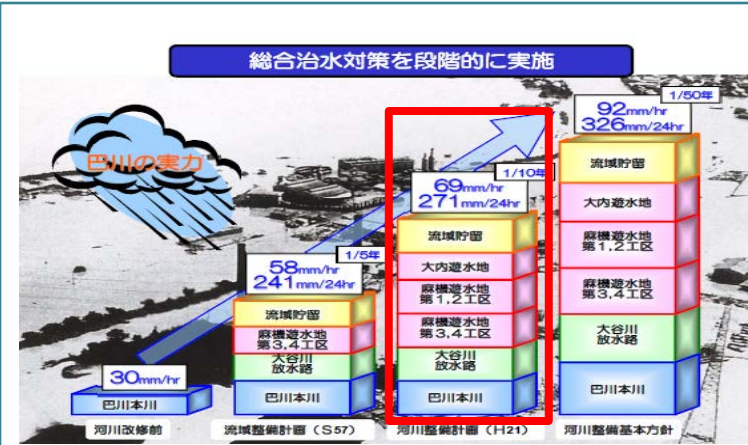 総合治水対策を段階的に実施
巴川の実力
30mm/hr
巴川本川
河川改修前
1/5年
58mm/hr
241mm/24hr
流域貯留
麻機遊水地
第3,4工区
大谷川
放水路
巴川本川
流域整備計画(S57)
1/10年
69mm/hr
271mm/24hr
流域貯留
大内遊水地
麻機遊水地
第1,2工区
麻機遊水地
第3,4工区
大谷川
放水路
巴川本川
河川整備計画(H21)
1/50年
92mm/hr
326mm/24hr
流域貯留
大内遊水地
麻機遊水地
第1,2工区
麻機遊水地
第3,4工区
大谷川
放水路
巴川本川
河川整備基本方針